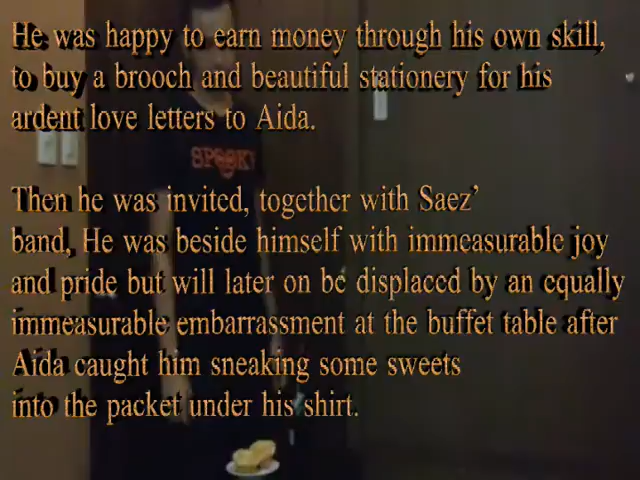 He was happy to earn money through his own skill,
to buy a brooch and beautiful stationery for his
ardent love letters to Aida.
SPOOKY
Then he was invited, together with Saez'
band, He was beside himself with immeasurable joy
and pride but will later on be displaced by an equally
immeasurable embarrassment at the buffet table after
Aida caught him sneaking some sweets
into the packet under his shirt.